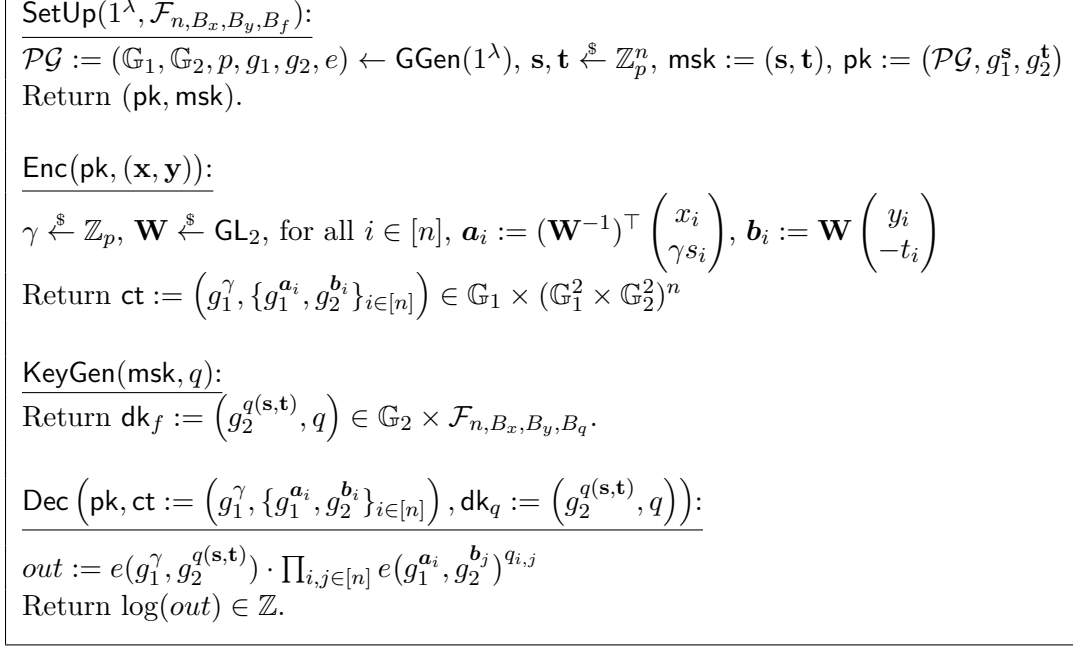 SetUp(1^λ, F_{n,B_x,B_y,B_f}):
PG := (G_1, G_2, p, g_1, g_2, e) ← GGen(1^λ), s, t ←$ Z_p^n, msk := (s, t), pk := (PG, g_1^s, g_2^t)
Return (pk, msk).
Enc(pk, (x, y)):
γ ←$ Z_p, W ←$ GL_2, for all i ∈ [n], a_i := (W^{-1})^⊤ (x_i \\ γs_i), b_i := W (y_i \\ −t_i)
Return ct := (g_1^γ, {g_1^{a_i}, g_2^{b_i}}_{i∈[n]}) ∈ G_1 × (G_1^2 × G_2^2)^n
KeyGen(msk, q):
Return dk_f := (g_2^{q(s,t)}, q) ∈ G_2 × F_{n,B_x,B_y,B_q}.
Dec(pk, ct := (g_1^γ, {g_1^{a_i}, g_2^{b_i}}_{i∈[n]}), dk_q := (g_2^{q(s,t)}, q)):
out := e(g_1^γ, g_2^{q(s,t)}) · ∏_{i,j∈[n]} e(g_1^{a_i}, g_2^{b_j})^{q_{i,j}}
Return log(out) ∈ Z.